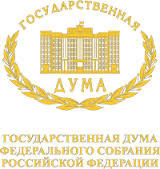 ГОСУДАРСТВЕННАЯ
ДУМА
ГОСУДАРСТВЕННАЯ ДУМА
ФЕДЕРАЛЬНОГО СОБРАНИЯ
РОССИЙСКОЙ ФЕДЕРАЦИИ